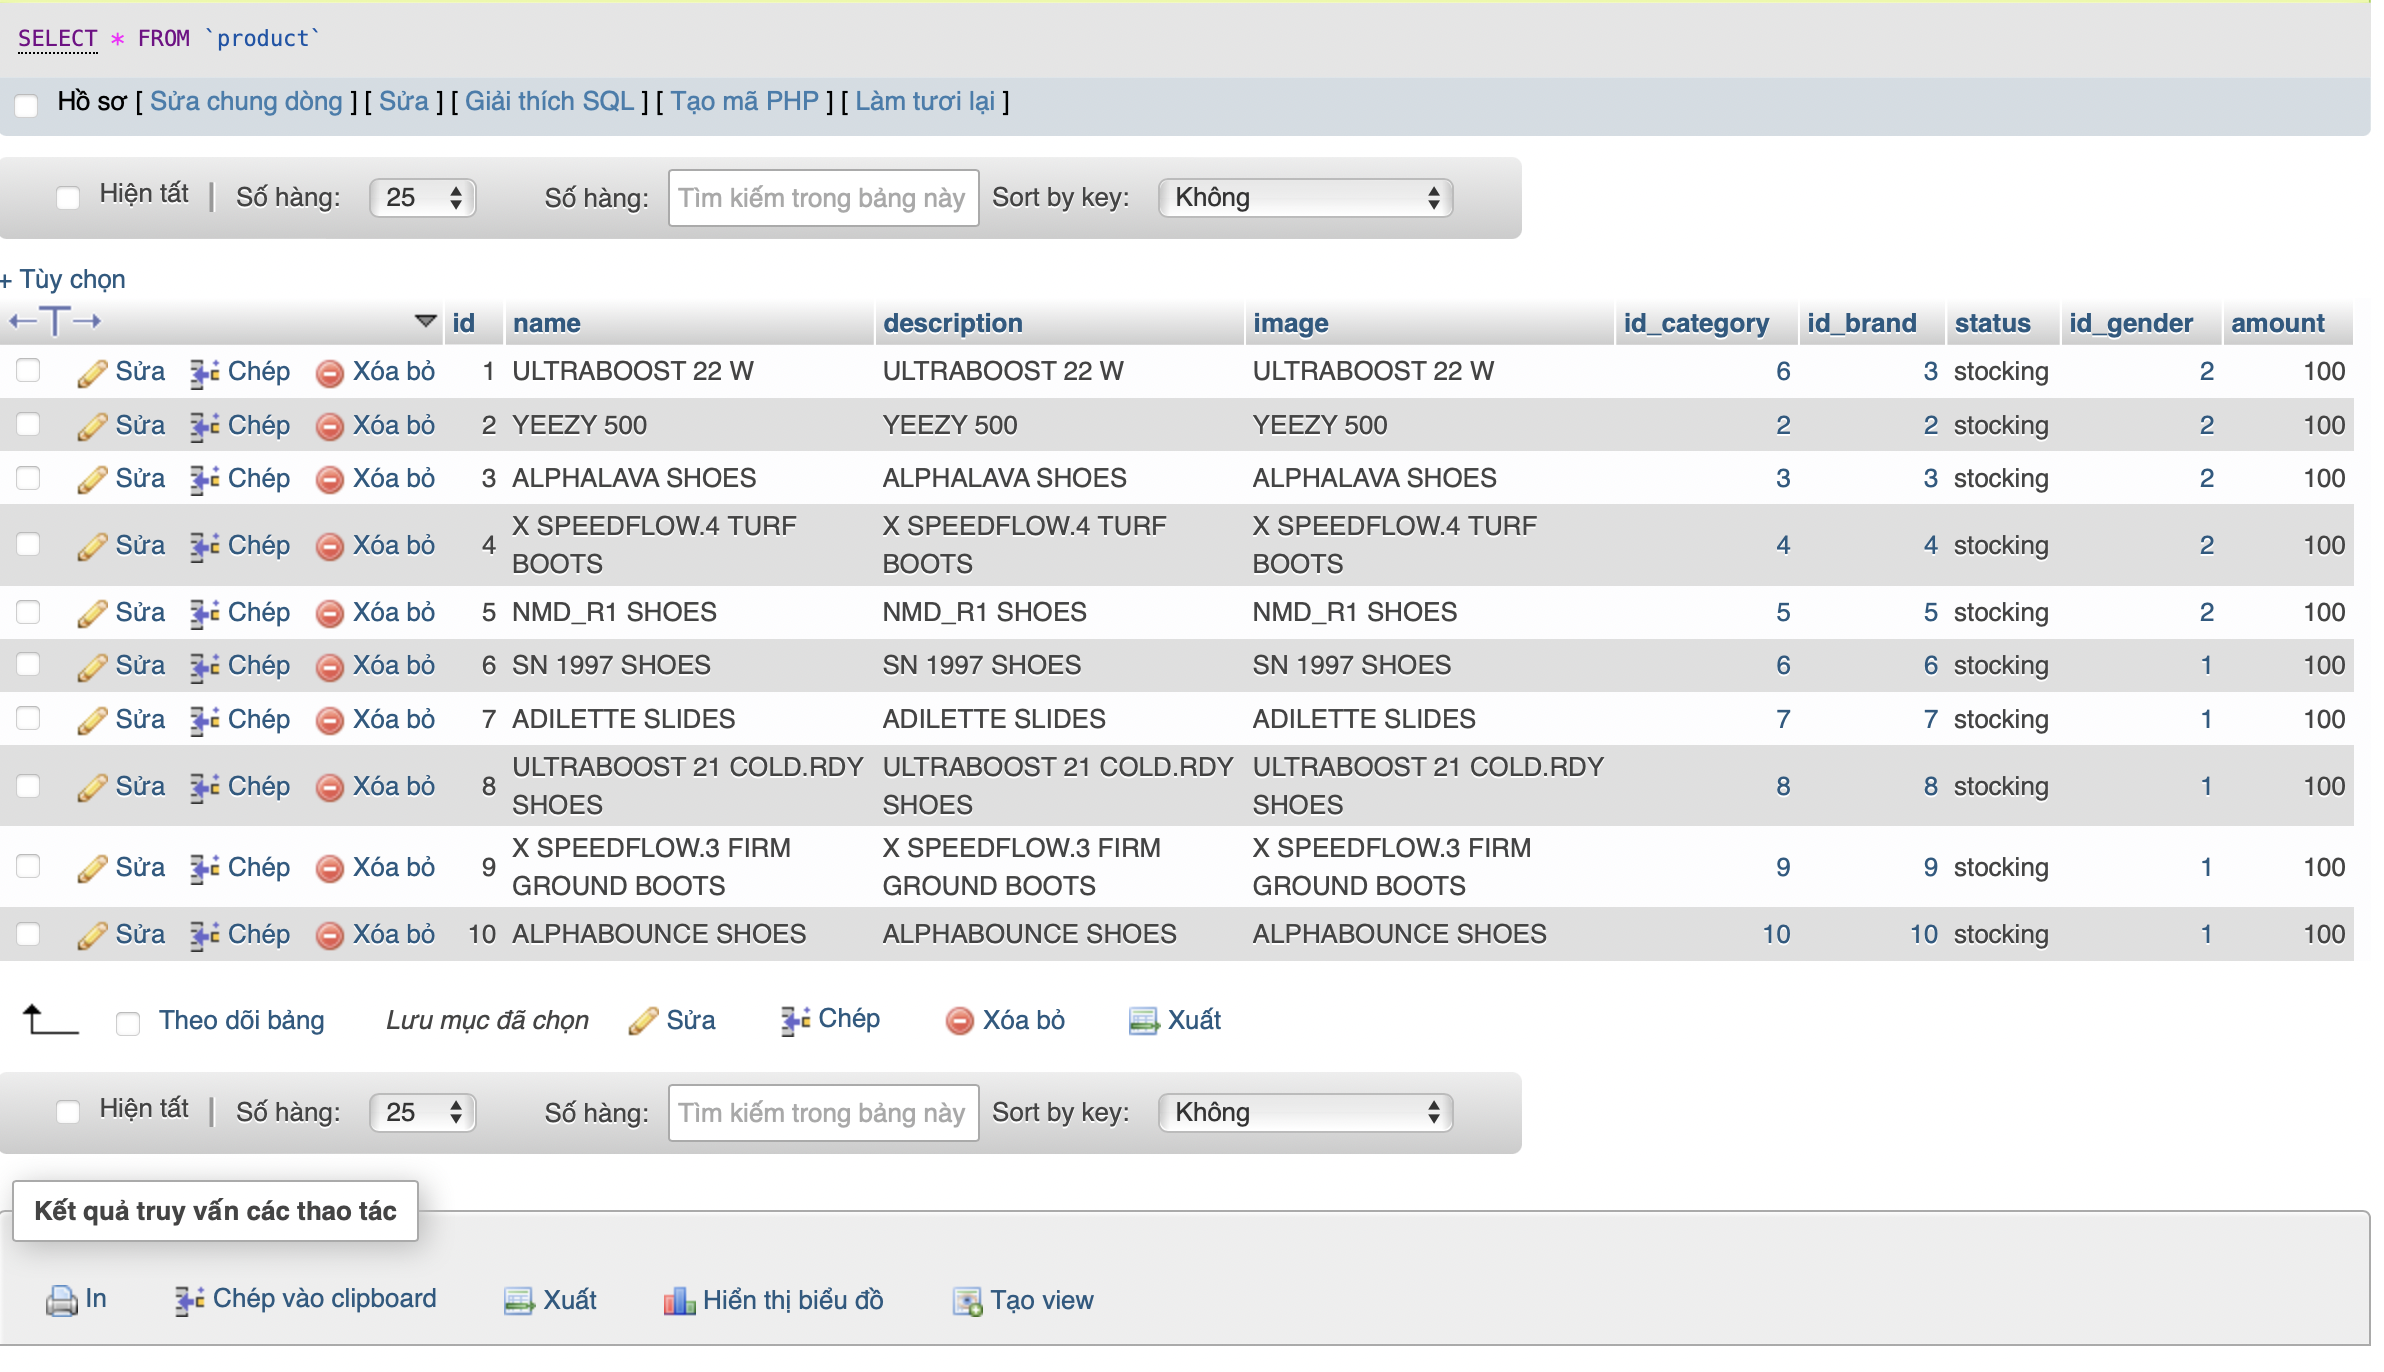 SELECT * FROM `product`
Hồ sơ [ Sửa chung dòng ] [ Sửa ] [ Giải thích SQL ] [ Tạo mã PHP ] [ Làm tươi lại ]
Hiện tất | Số hàng: 25 Số hàng: Tìm kiếm trong bảng này Sort by key: Không
+ Tùy chọn
←T→ id name description image id_category id_brand status id_gender amount
Sửa Chép Xóa bỏ 1 ULTRABOOST 22 W ULTRABOOST 22 W ULTRABOOST 22 W 6 3 stocking 2 100
Sửa Chép Xóa bỏ 2 YEEZY 500 YEEZY 500 YEEZY 500 2 2 stocking 2 100
Sửa Chép Xóa bỏ 3 ALPHALAVA SHOES ALPHALAVA SHOES ALPHALAVA SHOES 3 3 stocking 2 100
Sửa Chép Xóa bỏ 4 X SPEEDFLOW.4 TURF BOOTS X SPEEDFLOW.4 TURF BOOTS X SPEEDFLOW.4 TURF BOOTS 4 4 stocking 2 100
Sửa Chép Xóa bỏ 5 NMD_R1 SHOES NMD_R1 SHOES NMD_R1 SHOES 5 5 stocking 2 100
Sửa Chép Xóa bỏ 6 SN 1997 SHOES SN 1997 SHOES SN 1997 SHOES 6 6 stocking 1 100
Sửa Chép Xóa bỏ 7 ADILETTE SLIDES ADILETTE SLIDES ADILETTE SLIDES 7 7 stocking 1 100
Sửa Chép Xóa bỏ 8 ULTRABOOST 21 COLD.RDY SHOES ULTRABOOST 21 COLD.RDY SHOES ULTRABOOST 21 COLD.RDY SHOES 8 8 stocking 1 100
Sửa Chép Xóa bỏ 9 X SPEEDFLOW.3 FIRM GROUND BOOTS X SPEEDFLOW.3 FIRM GROUND BOOTS X SPEEDFLOW.3 FIRM GROUND BOOTS 9 9 stocking 1 100
Sửa Chép Xóa bỏ 10 ALPHABOUNCE SHOES ALPHABOUNCE SHOES ALPHABOUNCE SHOES 10 10 stocking 1 100
Theo dõi bảng Lưu mục đã chọn Sửa Chép Xóa bỏ Xuất
Hiện tất | Số hàng: 25 Số hàng: Tìm kiếm trong bảng này Sort by key: Không
Kết quả truy vấn các thao tác
In Chép vào clipboard Xuất Hiển thị biểu đồ Tạo view